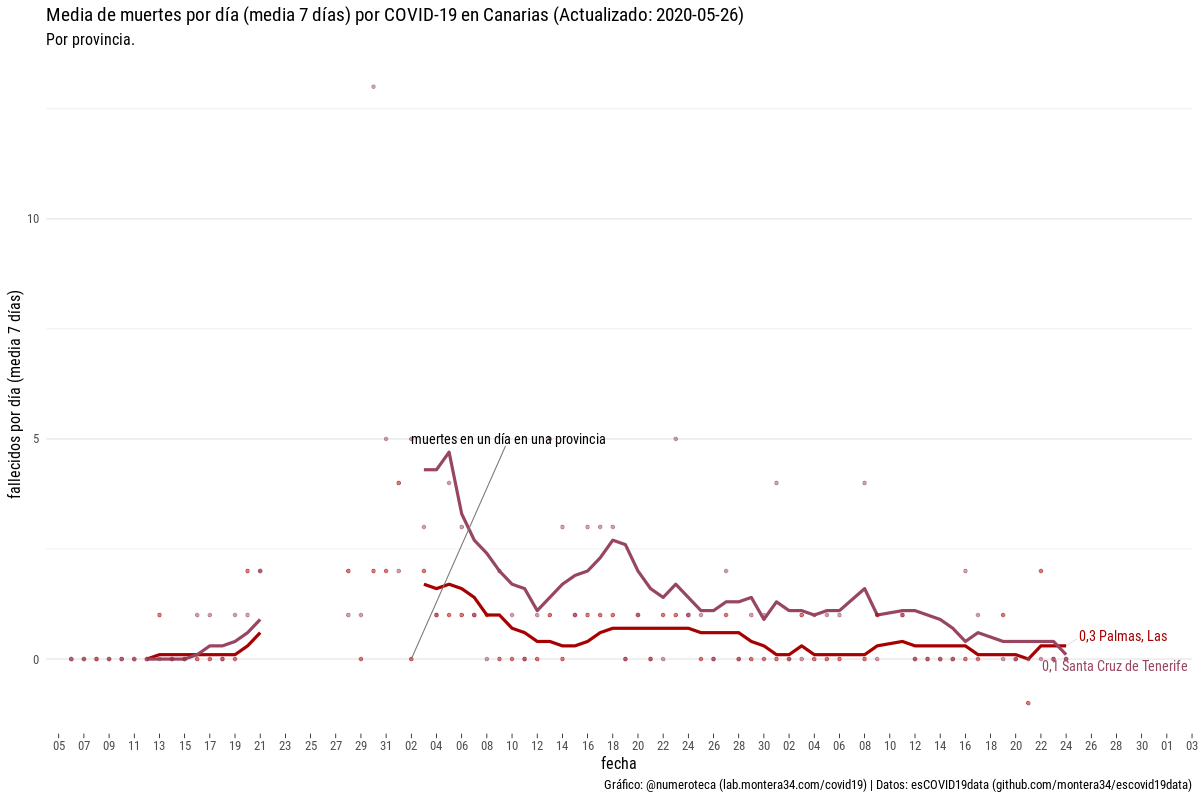 Media de muertes por día (media 7 días) por COVID-19 en Canarias (Actualizado: 2020-05-26)
Por provincia.
fallecidos por día (media 7 días)
10
5
0
muertes en un día en una provincia
0,3 Palmas, Las
0,1 Santa Cruz de Tenerife
05 07 09 11 13 15 17 19 21 23 25 27 29 31 02 04 06 08 10 12 14 16 18 20 22 24 26 28 30 02 04 06 08 10 12 14 16 18 20 22 24 26 28 30 01 03
fecha
Gráfico: @numeroteca (lab.montera34.com/covid19) | Datos: esCOVID19data (github.com/montera34/escovid19data)